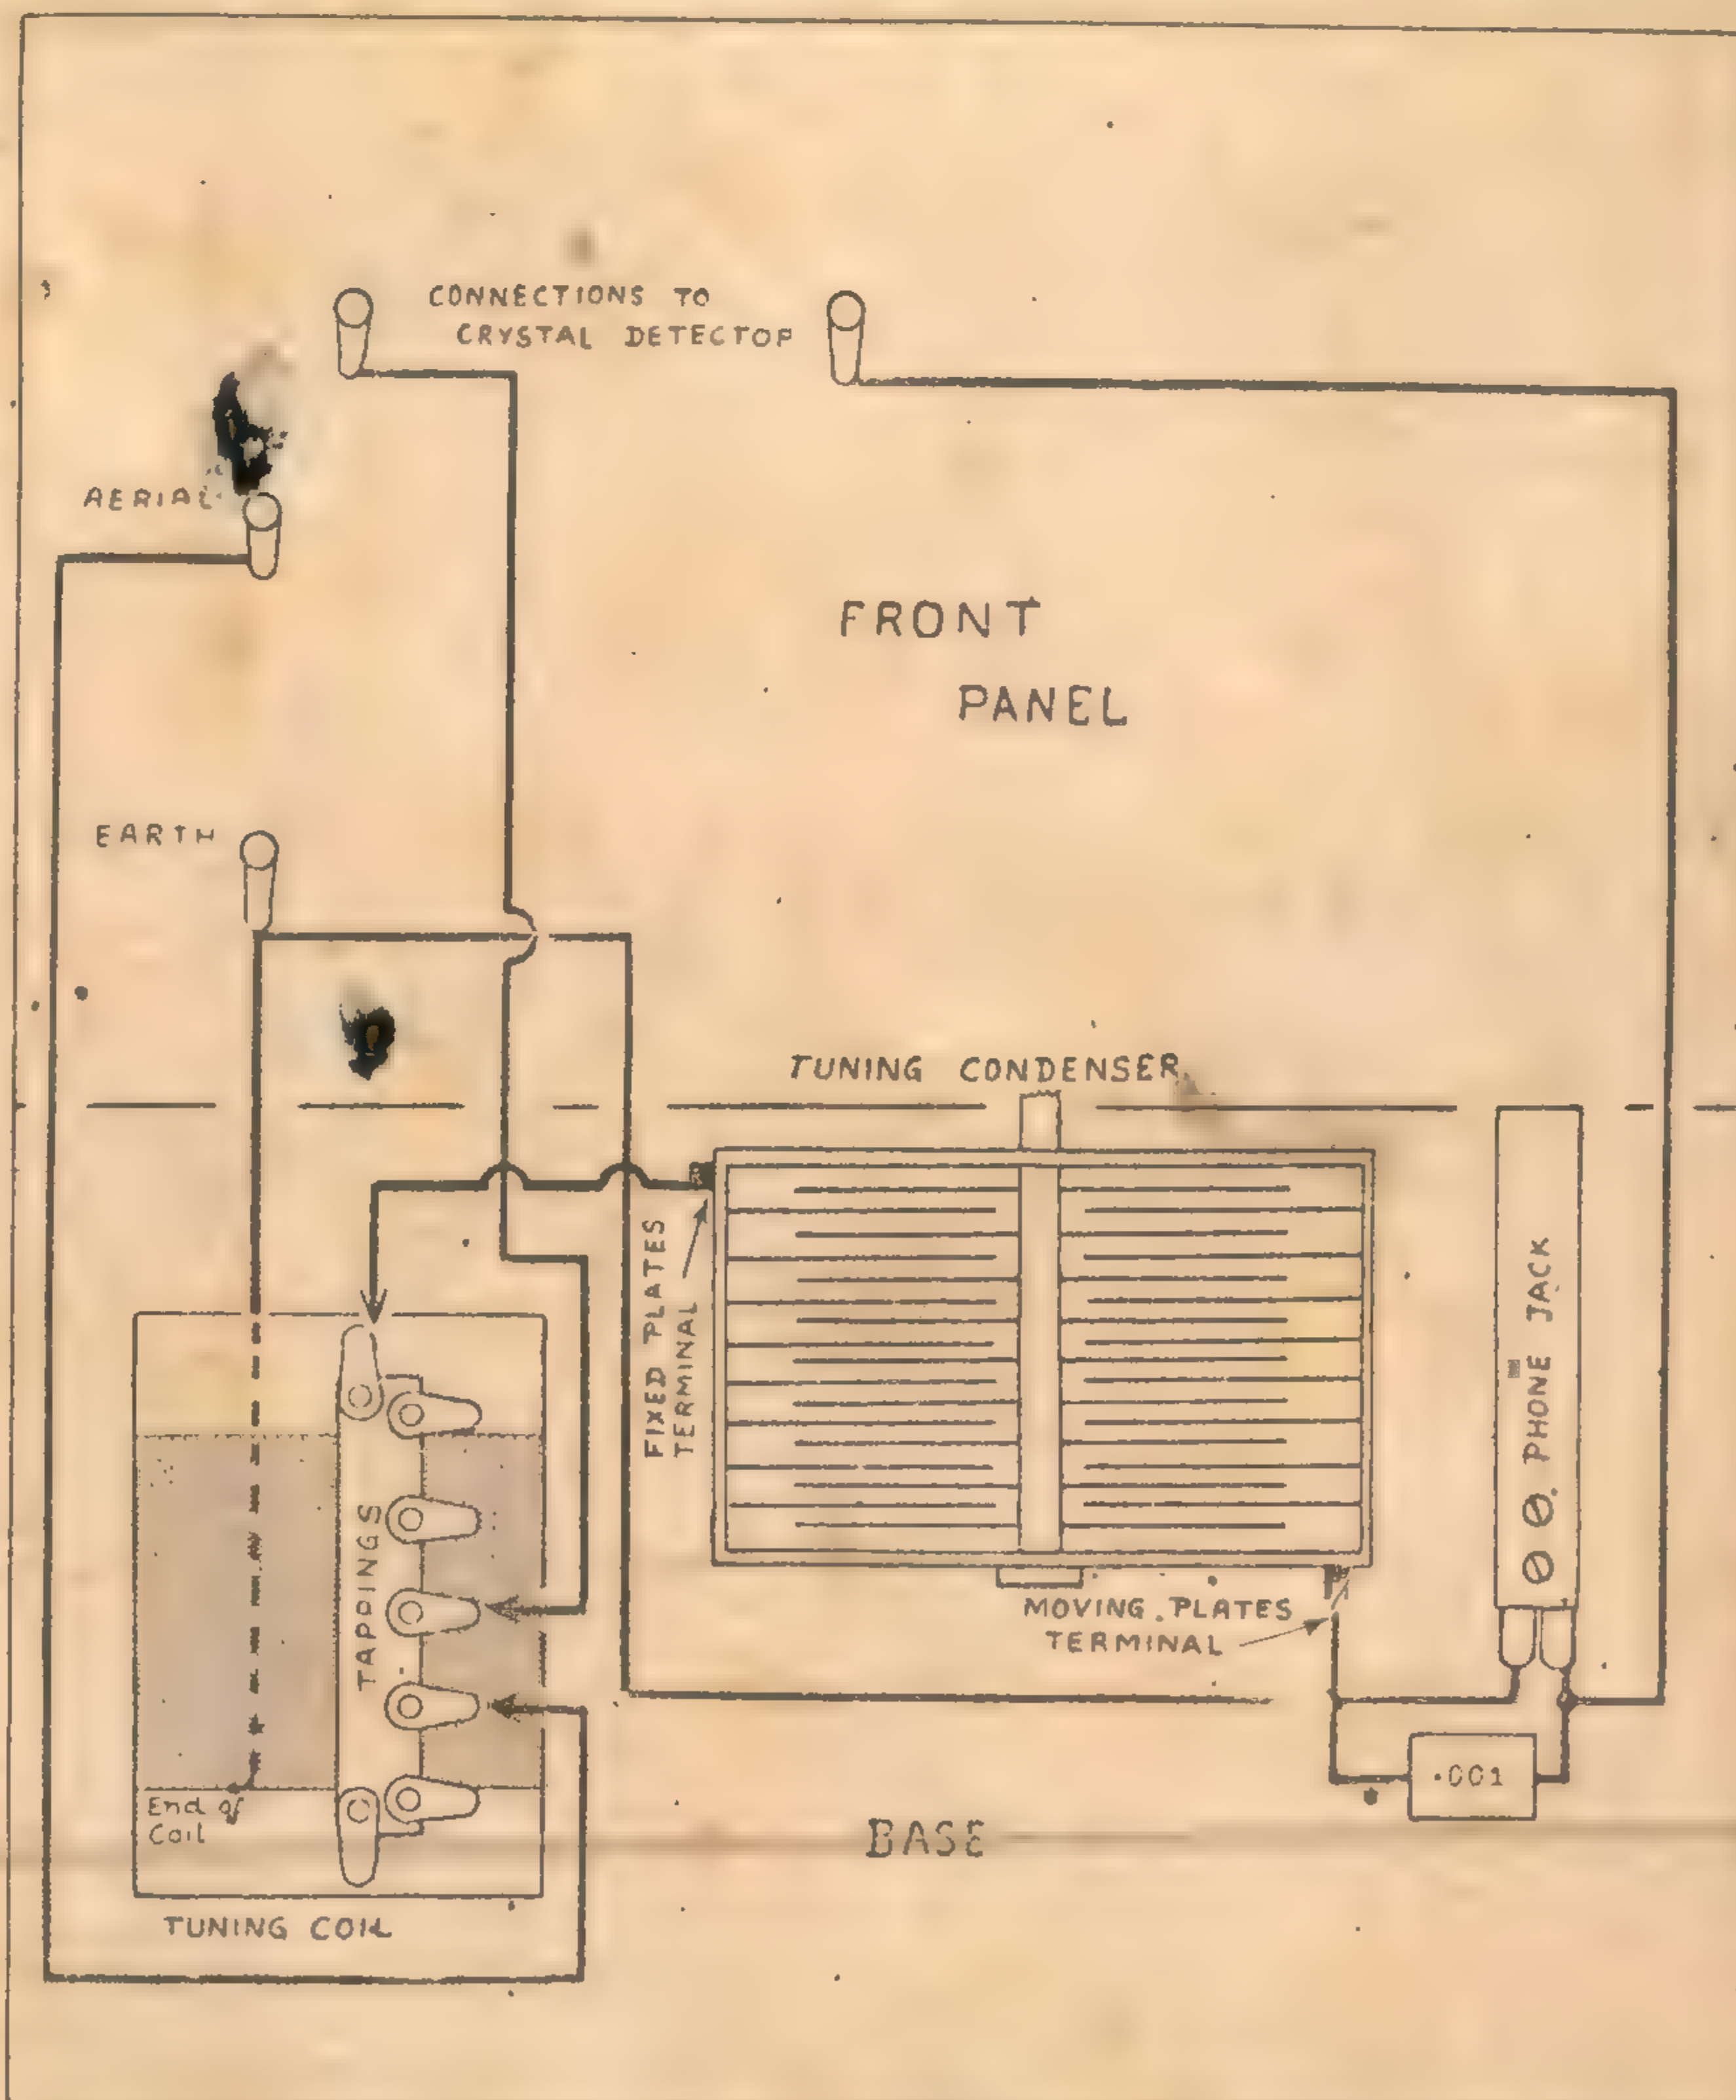 CONNECTIONS TO
CRYSTAL DETECTOR
AERIAL
FRONT
PANEL
EARTH
TUNING CONDENSER
FIXED PLATES
TERMINAL
PHONE JACK
TAPPINGS
MOVING PLATES
TERMINAL
.001
End of
Coil
BASE
TUNING COIL